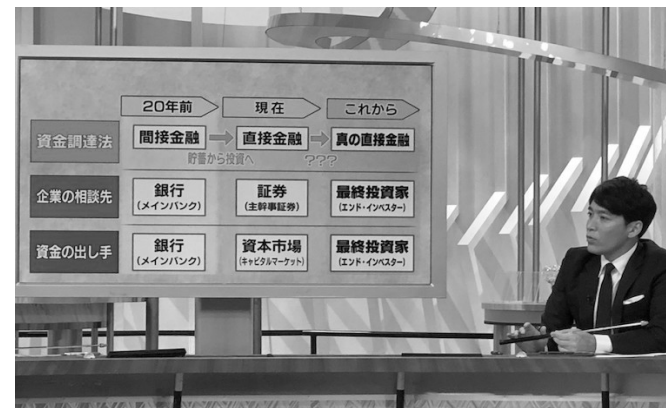 20年前 現在 これから
資金調達法 間接金融 直接金融 真の直接金融
貯蓄から投資へ ???
企業の相談先 銀行 証券 最終投資家
(メインバンク) (主幹事証券) (エンド・インベスター)
資金の出し手 銀行 資本市場 最終投資家
(メインバンク) (キャピタルマーケット) (エンド・インベスター)